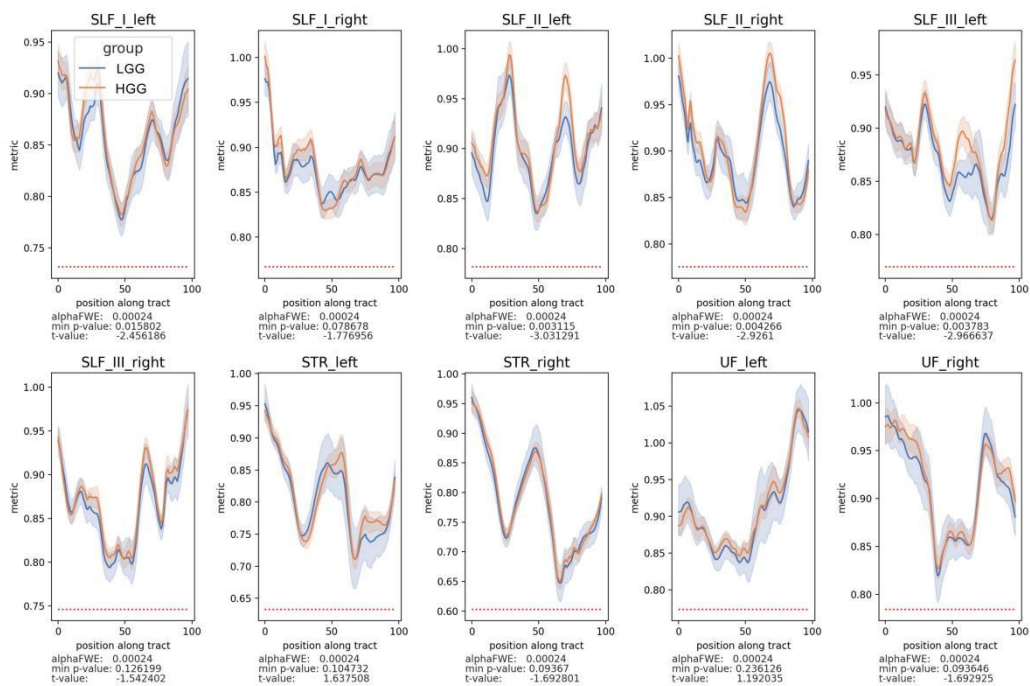 SLF_I_left SLF_I_right SLF_II_left SLF_II_right SLF_III_left
group
LGG
HGG
metric metric metric metric metric
0.95 0.90 0.85 0.80 0.75
1.00 0.95 0.90 0.85 0.80
1.00 0.95 0.90 0.85 0.80
1.00 0.95 0.90 0.85 0.80
0.95 0.90 0.85 0.80
0 50 100 0 50 100 0 50 100 0 50 100 0 50 100
position along tract position along tract position along tract position along tract position along tract
alphaFWE: 0.00024 alphaFWE: 0.00024 alphaFWE: 0.00024 alphaFWE: 0.00024 alphaFWE: 0.00024
min p-value: 0.015802 min p-value: 0.078678 min p-value: 0.003115 min p-value: 0.004266 min p-value: 0.003783
t-value: -2.456186 t-value: -1.776956 t-value: -3.031291 t-value: -2.9261 t-value: -2.966637
SLF_III_right STR_left STR_right UF_left UF_right
metric metric metric metric metric
1.00 0.95 0.90 0.85 0.80 0.75
1.00 0.95 0.90 0.85 0.80 0.75 0.70 0.65
1.00 0.95 0.90 0.85 0.80 0.75 0.70 0.65 0.60
1.05 1.00 0.95 0.90 0.85 0.80
1.00 0.95 0.90 0.85 0.80
0 50 100 0 50 100 0 50 100 0 50 100 0 50 100
position along tract position along tract position along tract position along tract position along tract
alphaFWE: 0.00024 alphaFWE: 0.00024 alphaFWE: 0.00024 alphaFWE: 0.00024 alphaFWE: 0.00024
min p-value: 0.126199 min p-value: 0.104732 min p-value: 0.09367 min p-value: 0.236126 min p-value: 0.093646
t-value: -1.542402 t-value: 1.637508 t-value: -1.692801 t-value: 1.192035 t-value: -1.692925